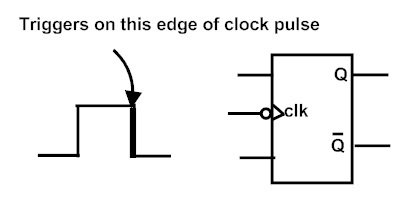 Triggers on this edge of clock pulse
Q
clk
Q̅